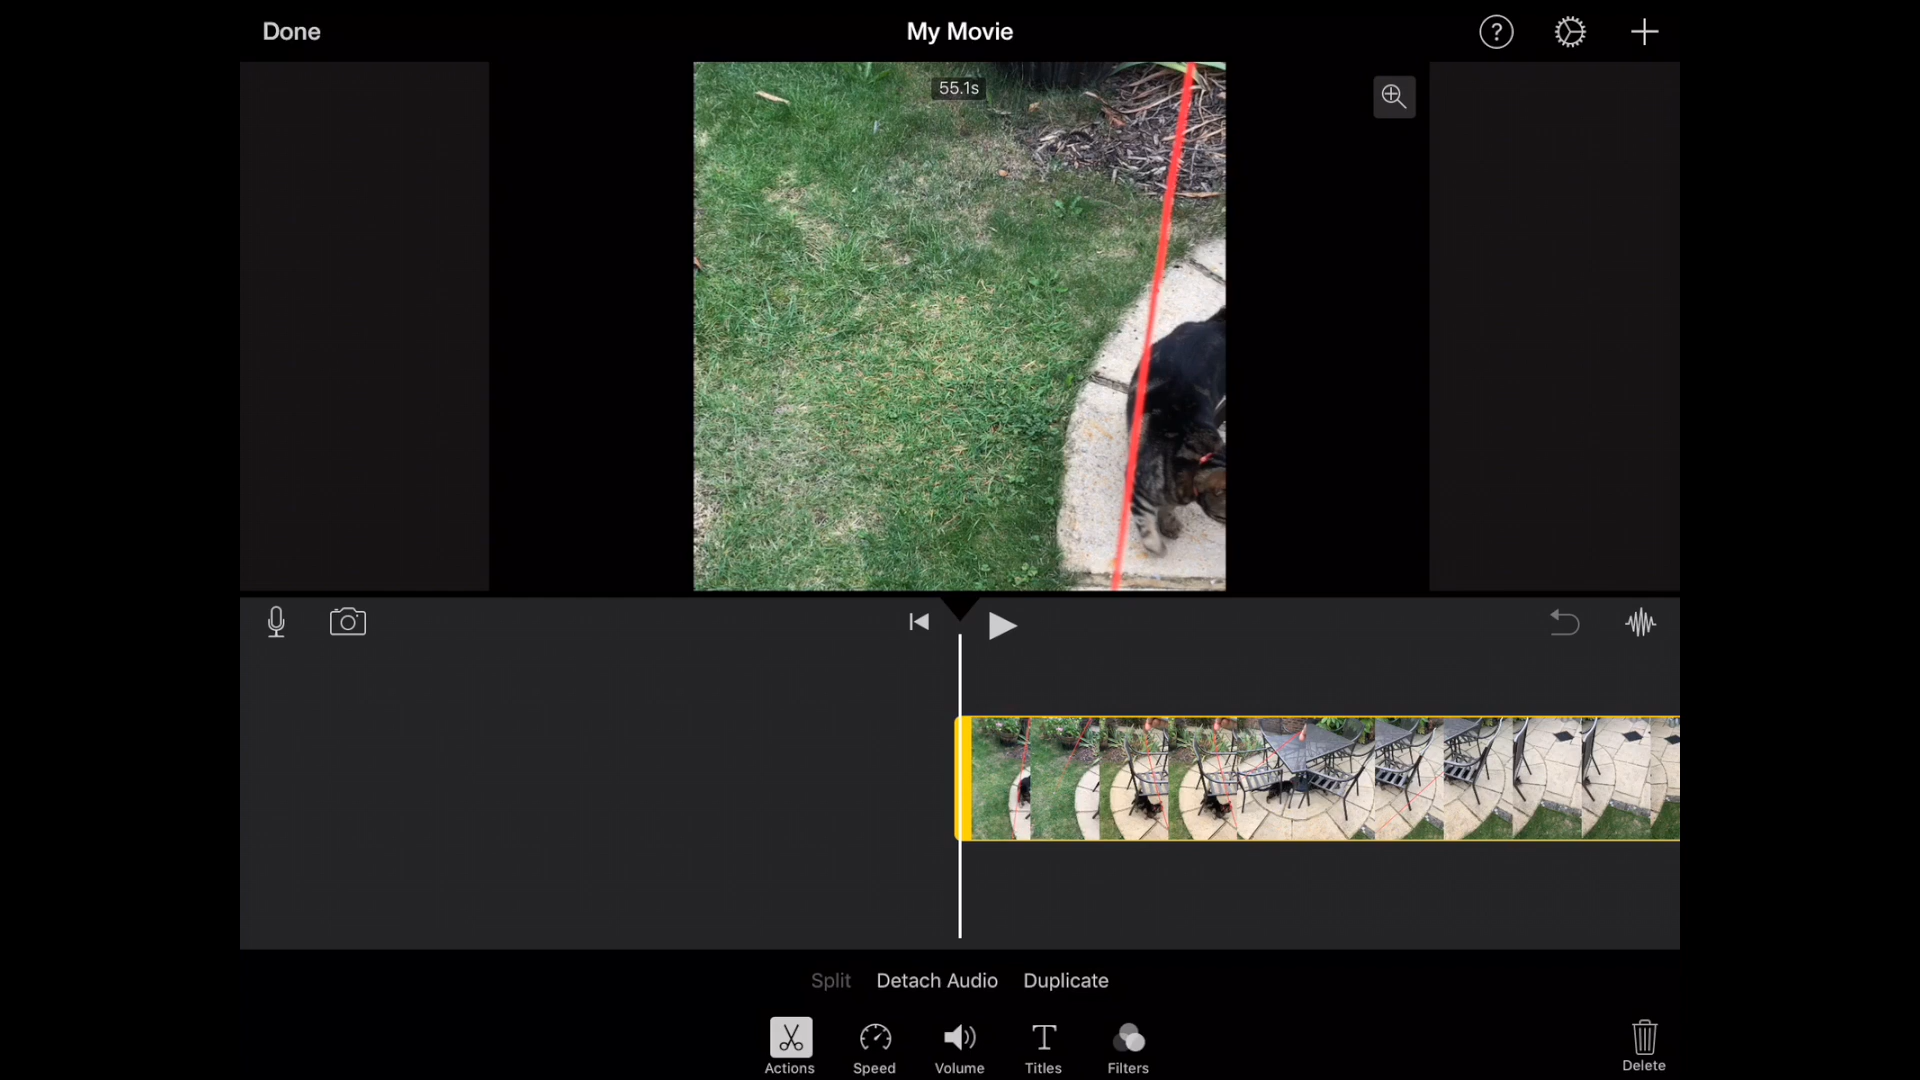 Done
My Movie
?
55.1s
Split
Detach Audio
Duplicate
T
Actions
Speed
Volume
Titles
Filters
Delete